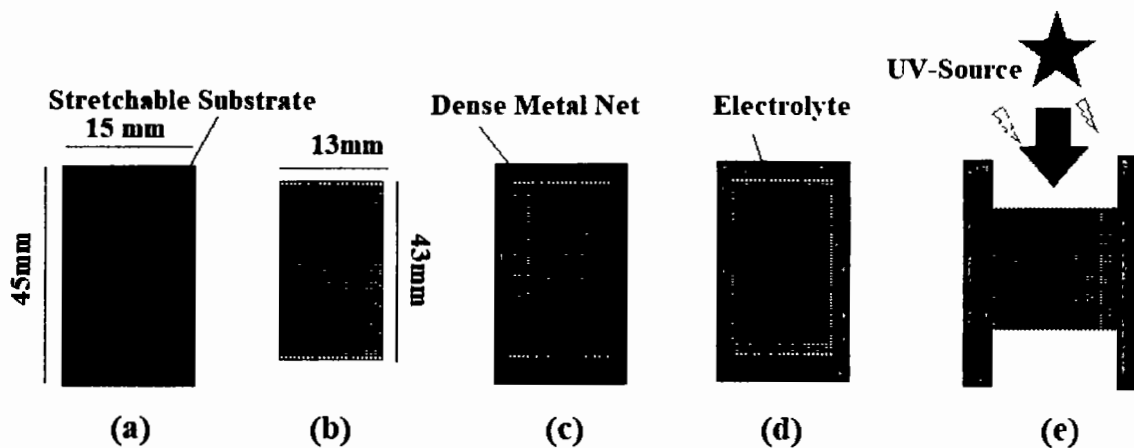 UV-Source
Stretchable Substrate
Dense Metal Net
Electrolyte
15 mm
13mm
45mm
43mm
(a)
(b)
(c)
(d)
(e)